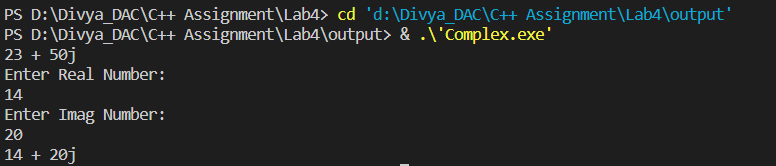 PS D:\Divya_DAC\C++ Assignment\Lab4> cd 'd:\Divya_DAC\C++ Assignment\Lab4\output'
PS D:\Divya_DAC\C++ Assignment\Lab4\output> & .\'Complex.exe'
23 + 50j
Enter Real Number:
14
Enter Imag Number:
20
14 + 20j